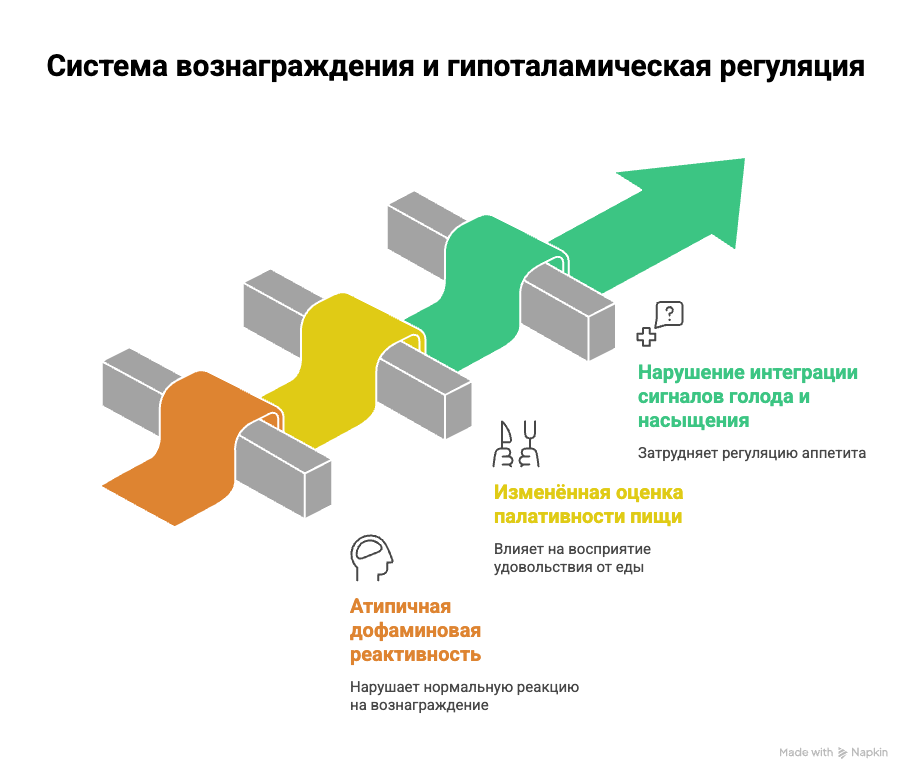 Система вознаграждения и гипоталамическая регуляция
?
Нарушение интеграции
сигналов голода и
насыщения
Затрудняет регуляцию аппетита
Изменённая оценка
палативности пищи
Влияет на восприятие
удовольствия от еды
Атипичная
дофаминовая
реактивность
Нарушает нормальную реакцию
на вознаграждение
Made with Napkin